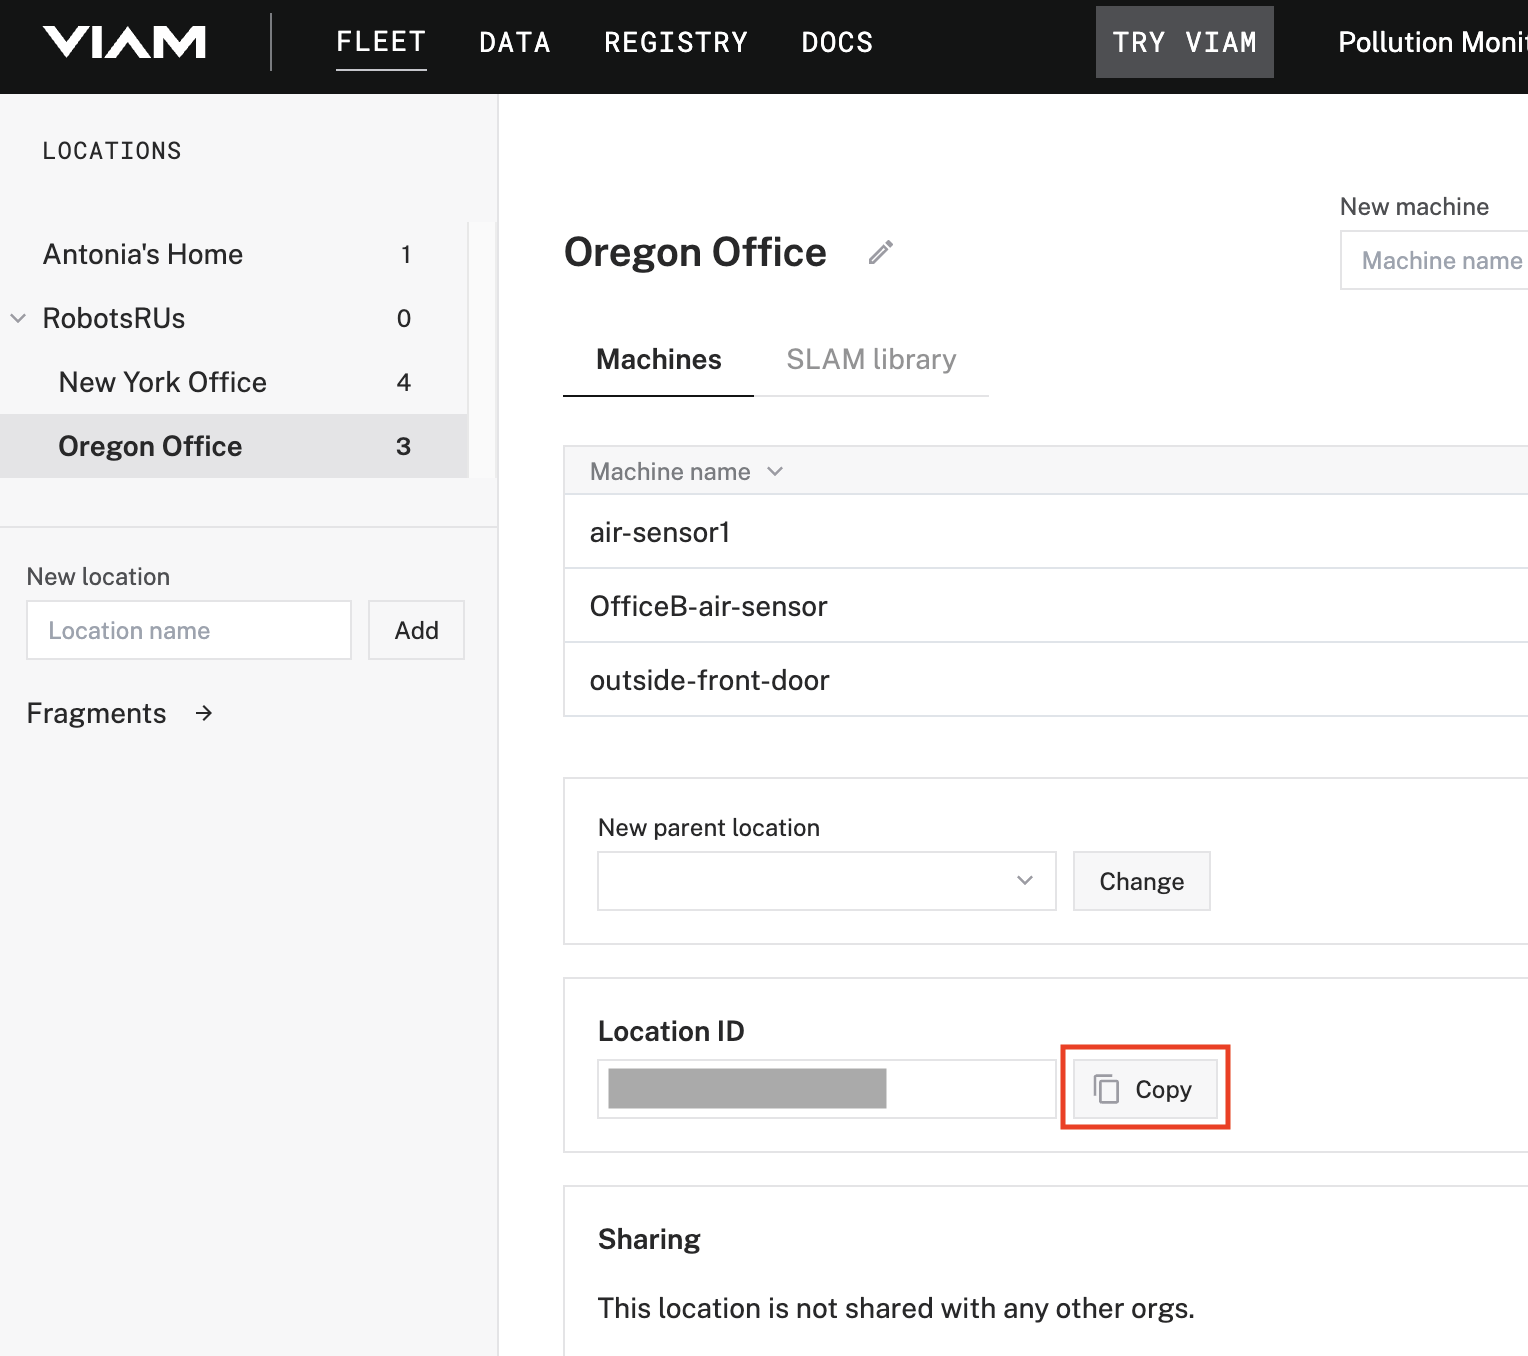 VIAM FLEET DATA REGISTRY DOCS TRY VIAM Pollution Monit
LOCATIONS
Antonia's Home 1
RobotsRUs 0
New York Office 4
Oregon Office 3
New location
Location name Add
Fragments →
Oregon Office
New machine
Machine name
Machines SLAM library
Machine name
air-sensor1
OfficeB-air-sensor
outside-front-door
New parent location
Change
Location ID
Copy
Sharing
This location is not shared with any other orgs.